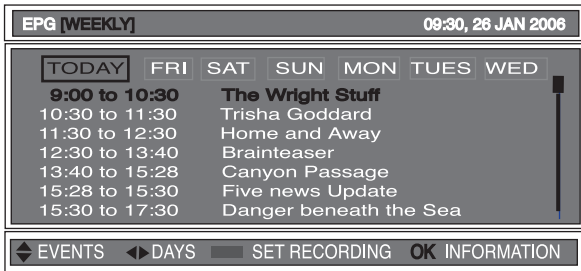 EPG [WEEKLY] 09:30, 26 JAN 2006
TODAY FRI SAT SUN MON TUES WED
9:00 to 10:30 The Wright Stuff
10:30 to 11:30 Trisha Goddard
11:30 to 12:30 Home and Away
12:30 to 13:40 Brainteaser
13:40 to 15:28 Canyon Passage
15:28 to 15:30 Five news Update
15:30 to 17:30 Danger beneath the Sea
EVENTS DAYS SET RECORDING OK INFORMATION